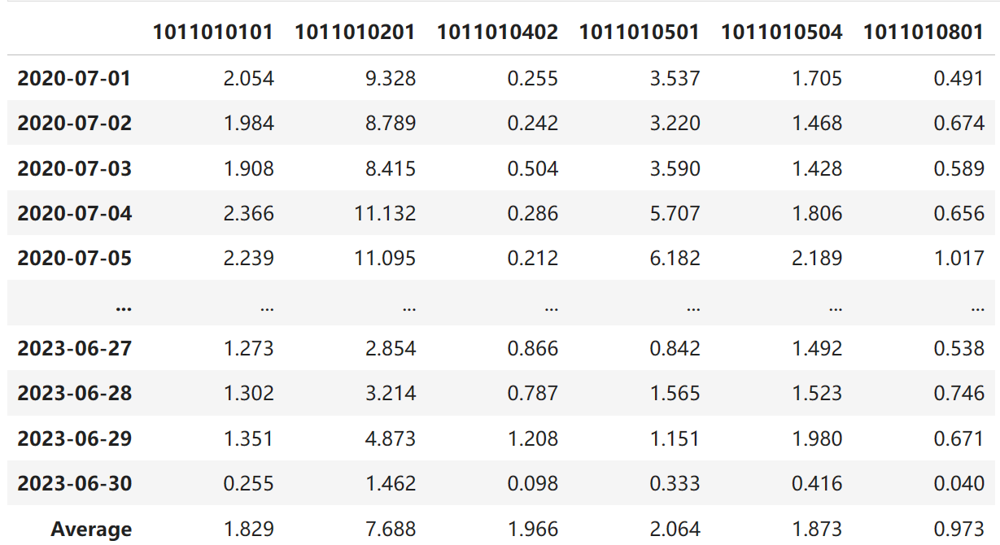 1011010101 1011010201 1011010402 1011010501 1011010504 1011010801
2020-07-01 2.054 9.328 0.255 3.537 1.705 0.491
2020-07-02 1.984 8.789 0.242 3.220 1.468 0.674
2020-07-03 1.908 8.415 0.504 3.590 1.428 0.589
2020-07-04 2.366 11.132 0.286 5.707 1.806 0.656
2020-07-05 2.239 11.095 0.212 6.182 2.189 1.017
... ... ... ... ... ... ...
2023-06-27 1.273 2.854 0.866 0.842 1.492 0.538
2023-06-28 1.302 3.214 0.787 1.565 1.523 0.746
2023-06-29 1.351 4.873 1.208 1.151 1.980 0.671
2023-06-30 0.255 1.462 0.098 0.333 0.416 0.040
Average 1.829 7.688 1.966 2.064 1.873 0.973